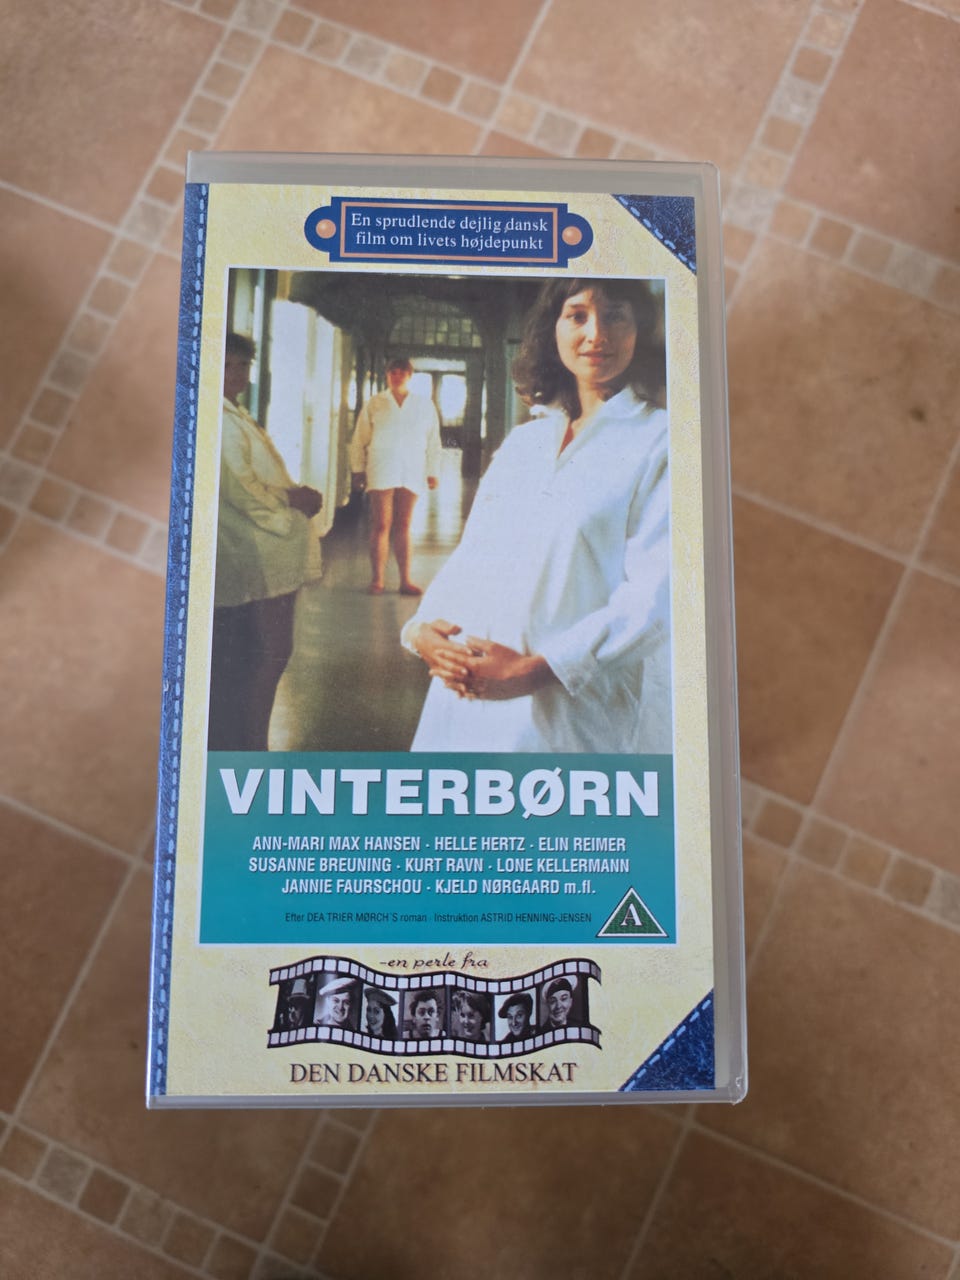 En sprudlende dejlig dansk
film om livets højdepunkt
VINTERBØRN
ANN-MARI MAX HANSEN · HELLE HERTZ · ELIN REIMER
SUSANNE BREUNING · KURT RAVN · LONE KELLERMANN
JANNIE FAURSCHOU · KJELD NØRGAARD m.fl.
Efter DEA TRIER MØRCH´S roman · Instruktion ASTRID HENNING-JENSEN
A
-en perle fra
DEN DANSKE FILMSKAT